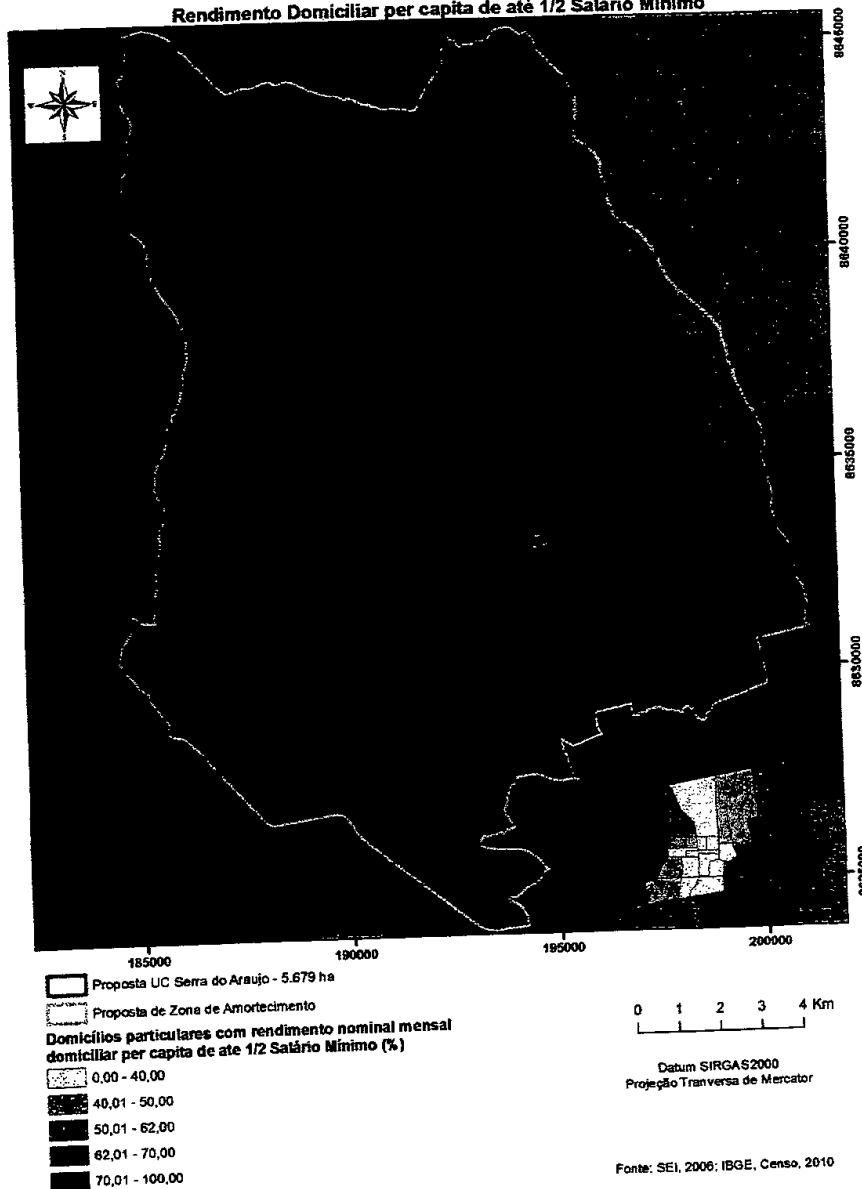 Rendimento Domiciliar per capita de até 1/2 Salário Mínimo
8645000
8640000
8635000
8630000
8625000
185000
190000
195000
200000
Proposta UC Serra do Araujo - 5.679 ha
Proposta de Zona de Amortecimento
Domicílios particulares com rendimento nominal mensal
domiciliar per capita de ate 1/2 Salário Mínimo (%)
0,00 - 40,00
40,01 - 50,00
50,01 - 62,00
62,01 - 70,00
70,01 - 100,00
0 1 2 3 4 Km
Datum SIRGAS2000
Projeção Tranversa de Mercator
Fonte: SEI, 2006; IBGE, Censo, 2010